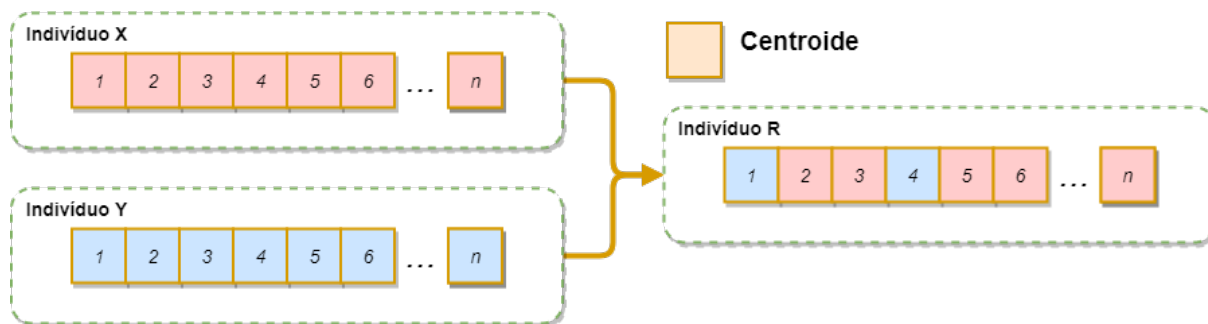 Indivíduo X
1 2 3 4 5 6 ... n
Centroide
Indivíduo R
1 2 3 4 5 6 ... n
Indivíduo Y
1 2 3 4 5 6 ... n